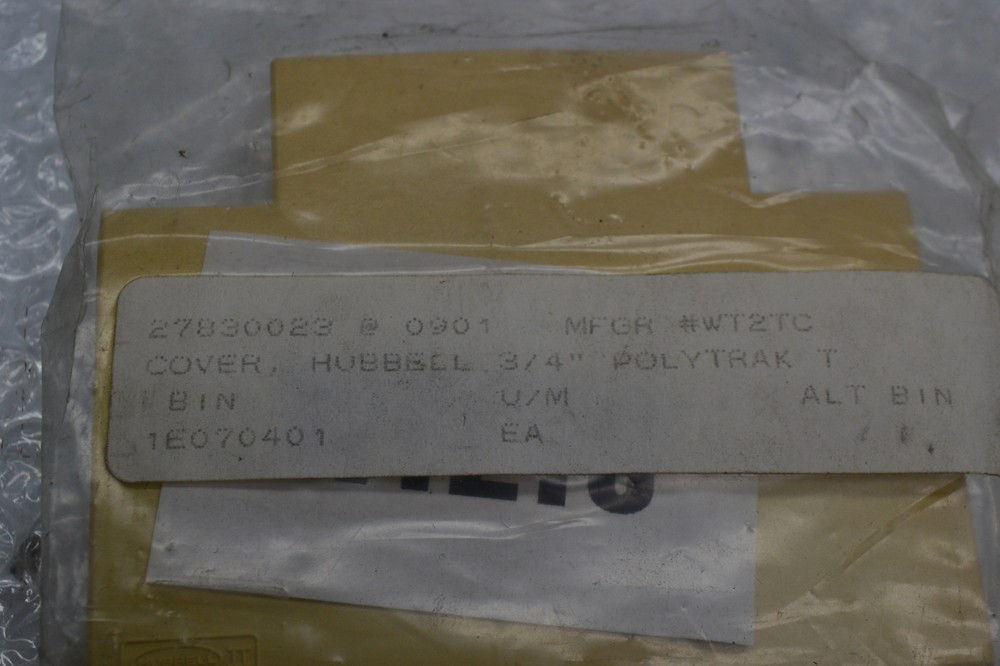 27830023 @ 0901 MFGR #WT2TC
COVER, HUBBELL 3/4" POLYTRAK T
BIN U/M ALT BIN
1E070401 EA